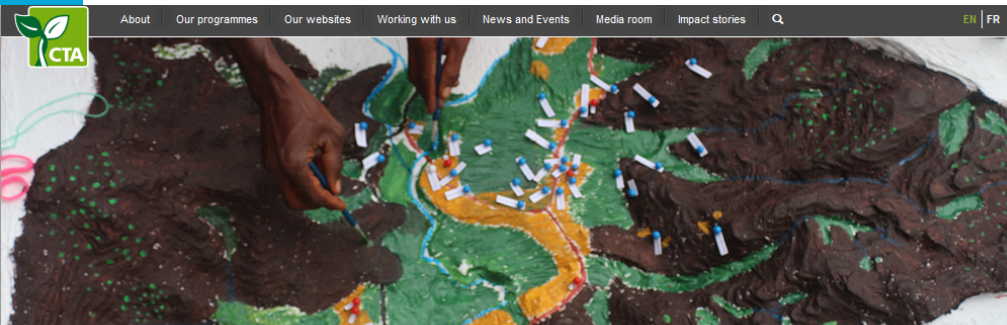 About Our programmes Our websites Working with us News and Events Media room Impact stories EN FR
CTA